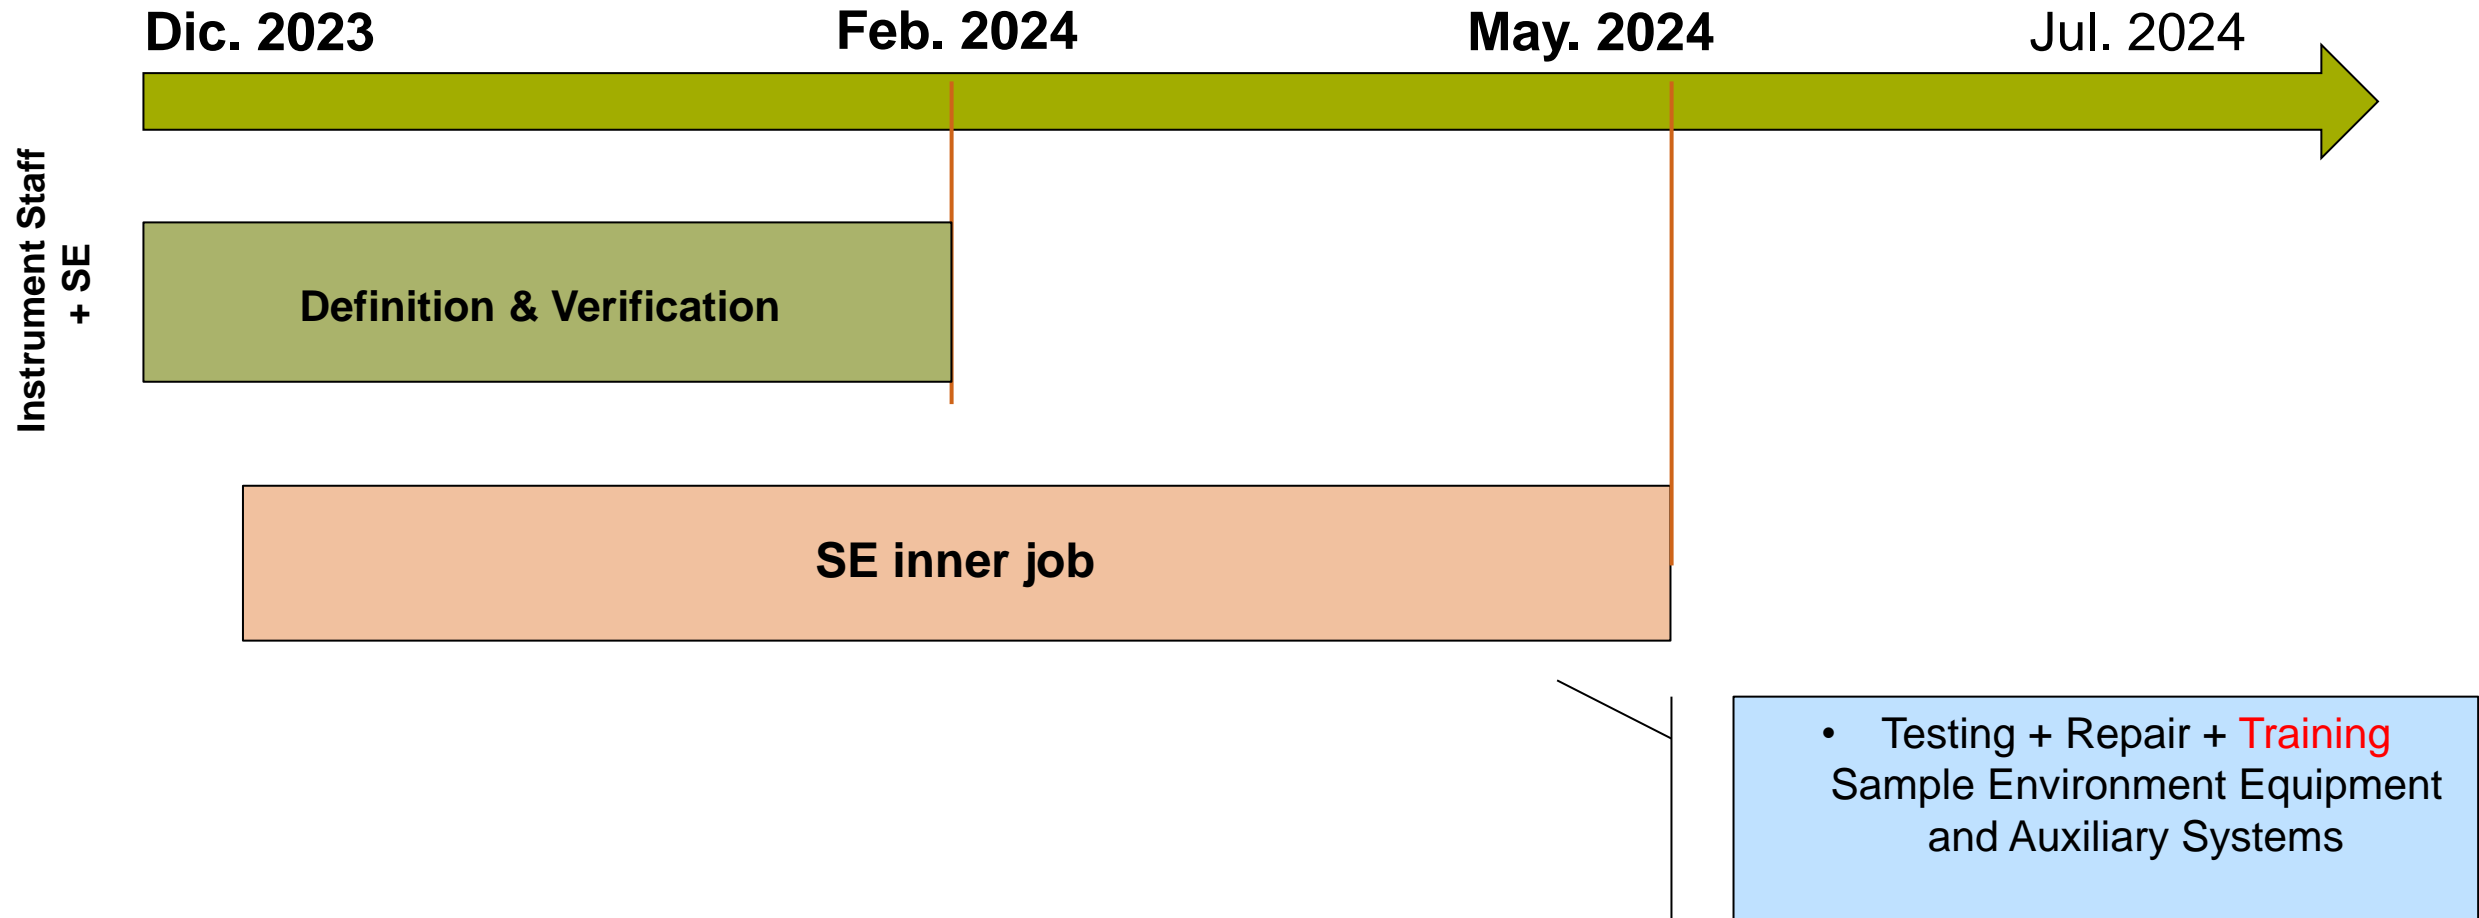 Dic. 2023
Feb. 2024
May. 2024
Jul. 2024
Instrument Staff
+ SE
Definition & Verification
SE inner job
• Testing + Repair + Training
Sample Environment Equipment
and Auxiliary Systems